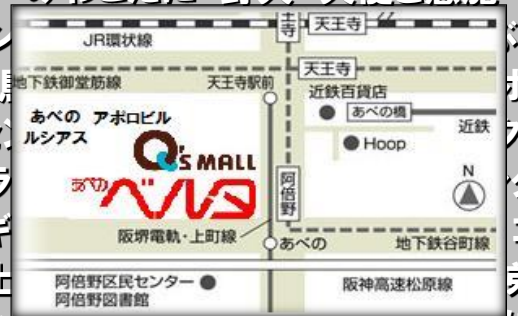 天王寺
JR環状線
天王寺
地下鉄御堂筋線
天王寺駅前
近鉄百貨店
あべの橋
近鉄
Hoop
N
あべの アポロビル
ルシアス
Q'S MALL
あべの
ベルタ
阿倍野
阪堺電軌・上町線
あべの
地下鉄谷町線
阿倍野区民センター
阿倍野図書館
阪神高速松原線